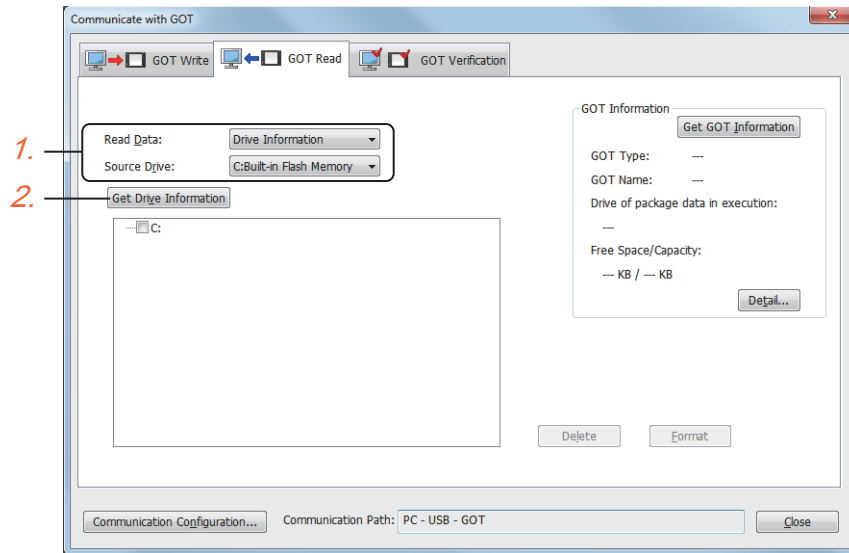 Communicate with GOT
x
GOT Write
GOT Read
GOT Verification
1.
Read Data:
Drive Information
Source Drive:
C:Built-in Flash Memory
2.
Get Drive Information
C:
GOT Information
Get GOT Information
GOT Type:
---
GOT Name:
---
Drive of package data in execution:
---
Free Space/Capacity:
--- KB / --- KB
Detail...
Delete
Format
Communication Configuration...
Communication Path:
PC - USB - GOT
Close